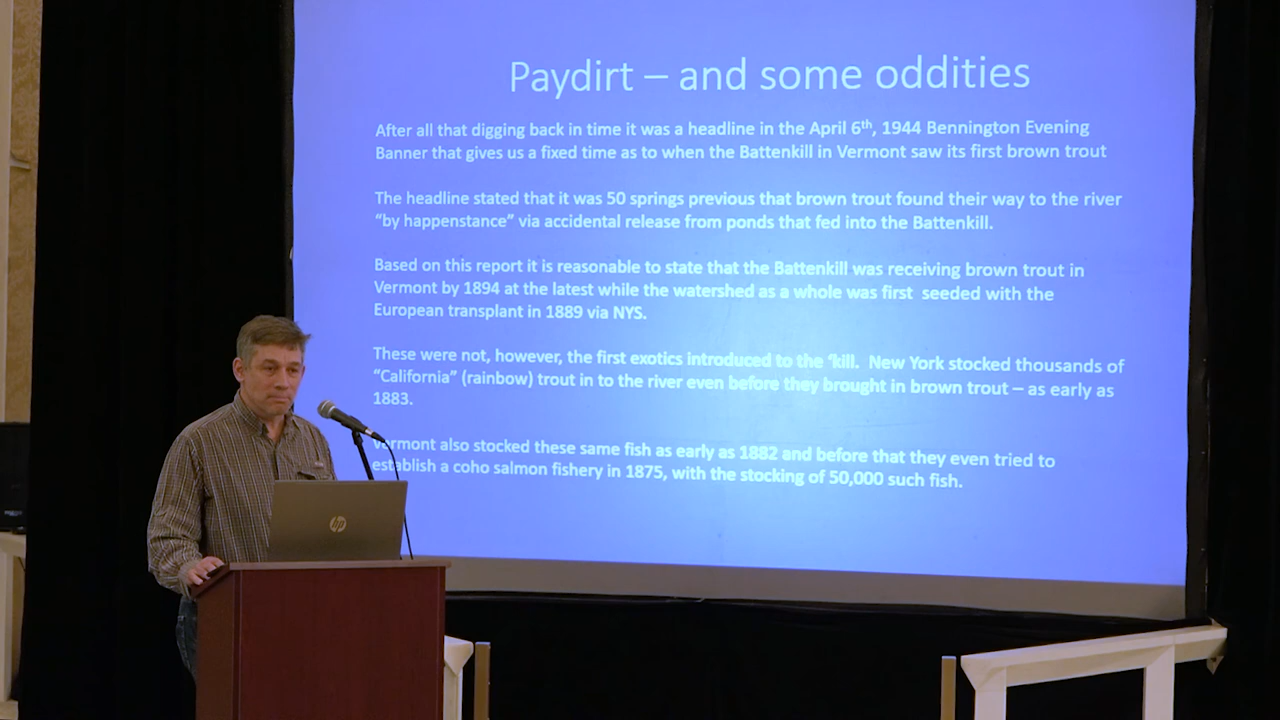 Paydirt – and some oddities
After all that digging back in time it was a headline in the April 6th, 1944 Bennington Evening
Banner that gives us a fixed time as to when the Battenkill in Vermont saw its first brown trout
The headline stated that it was 50 springs previous that brown trout found their way to the river
“by happenstance” via accidental release from ponds that fed into the Battenkill.
Based on this report it is reasonable to state that the Battenkill was receiving brown trout in
Vermont by 1894 at the latest while the watershed as a whole was first seeded with the
European transplant in 1889 via NYS.
These were not, however, the first exotics introduced to the ‘kill. New York stocked thousands of
“California” (rainbow) trout in to the river even before they brought in brown trout – as early as
1883.
Vermont also stocked these same fish as early as 1882 and before that they even tried to
establish a coho salmon fishery in 1875, with the stocking of 50,000 such fish.
hp